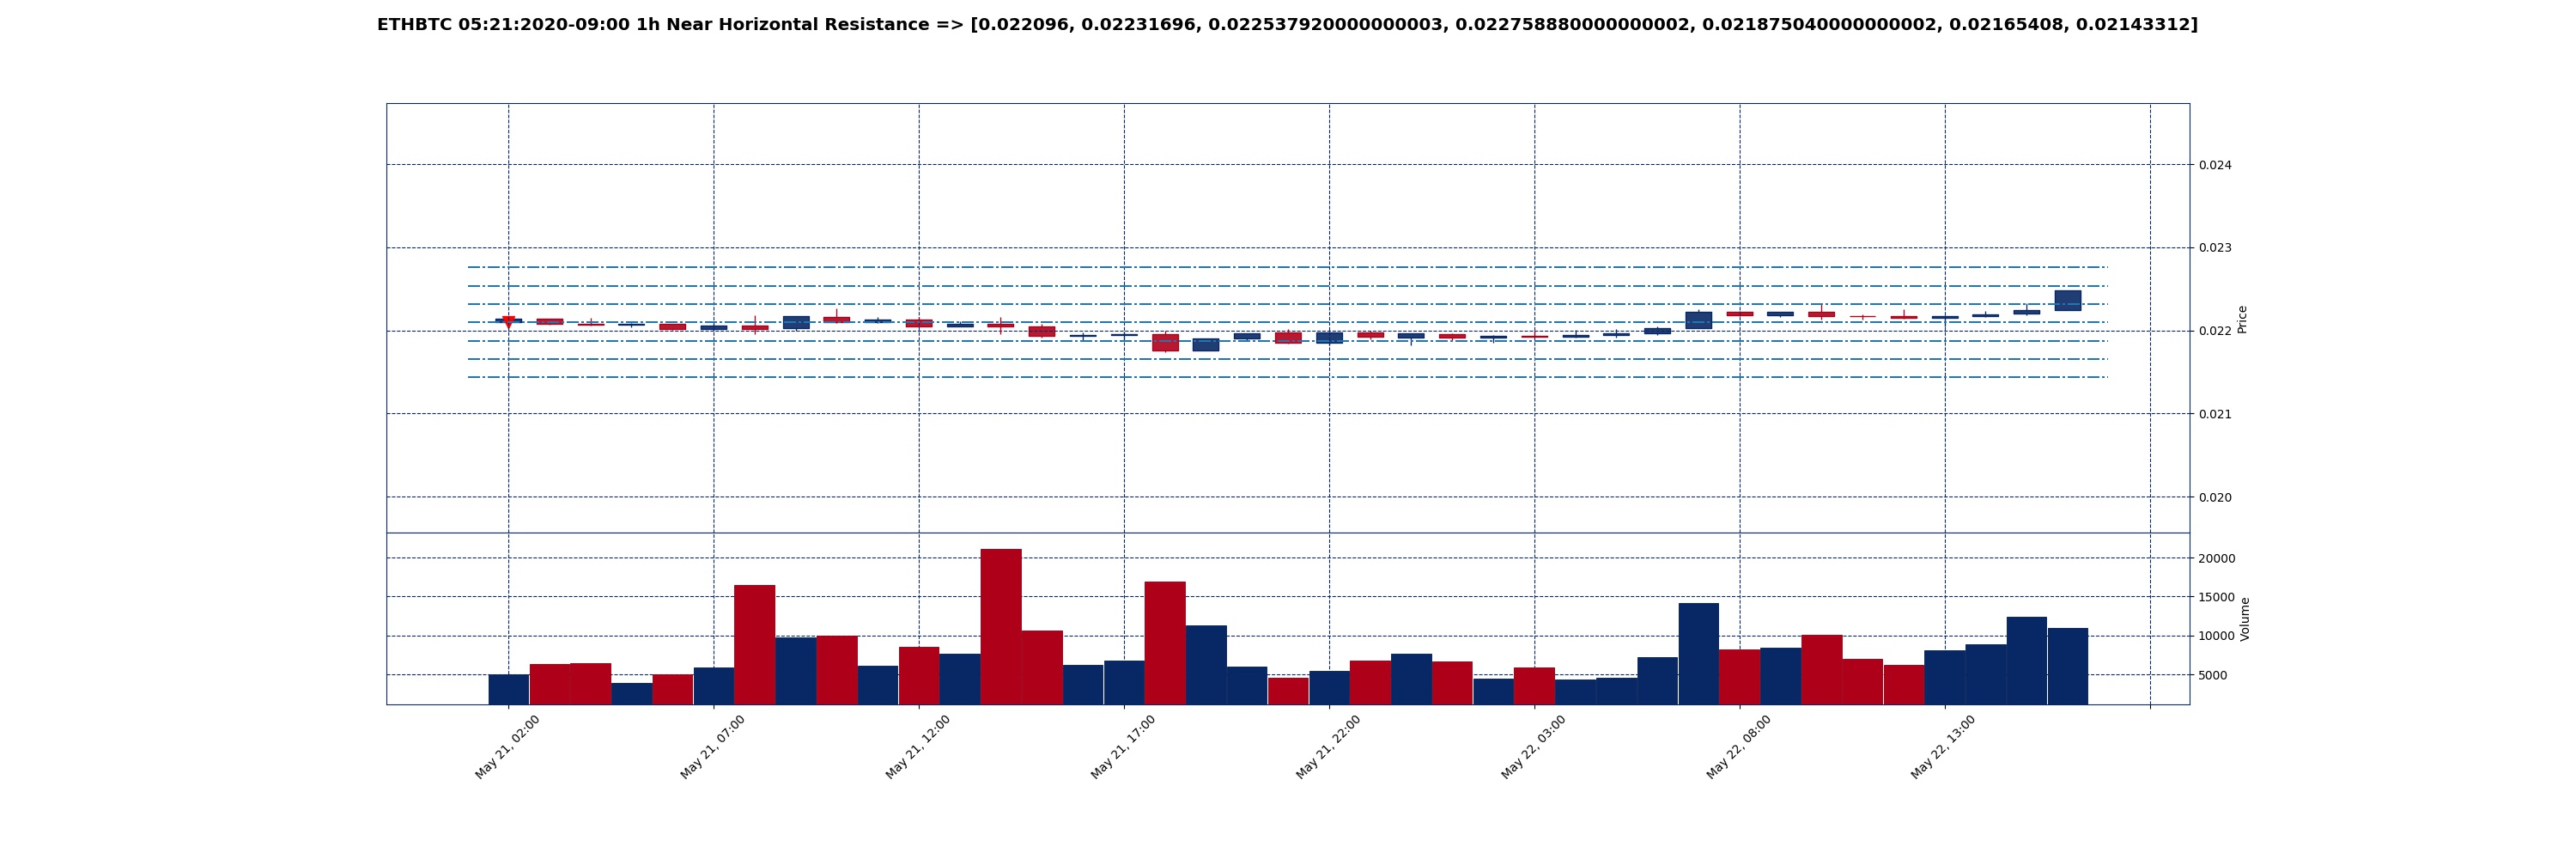 ETHBTC 05:21:2020-09:00 1h Near Horizontal Resistance => [0.022096, 0.02231696, 0.022537920000000003, 0.022758880000000002, 0.021875040000000002, 0.02165408, 0.02143312]
0.024
0.023
0.022
0.021
0.020
Price
20000
15000
10000
5000
Volume
May 21, 02:00
May 21, 07:00
May 21, 12:00
May 21, 17:00
May 21, 22:00
May 22, 03:00
May 22, 08:00
May 22, 13:00